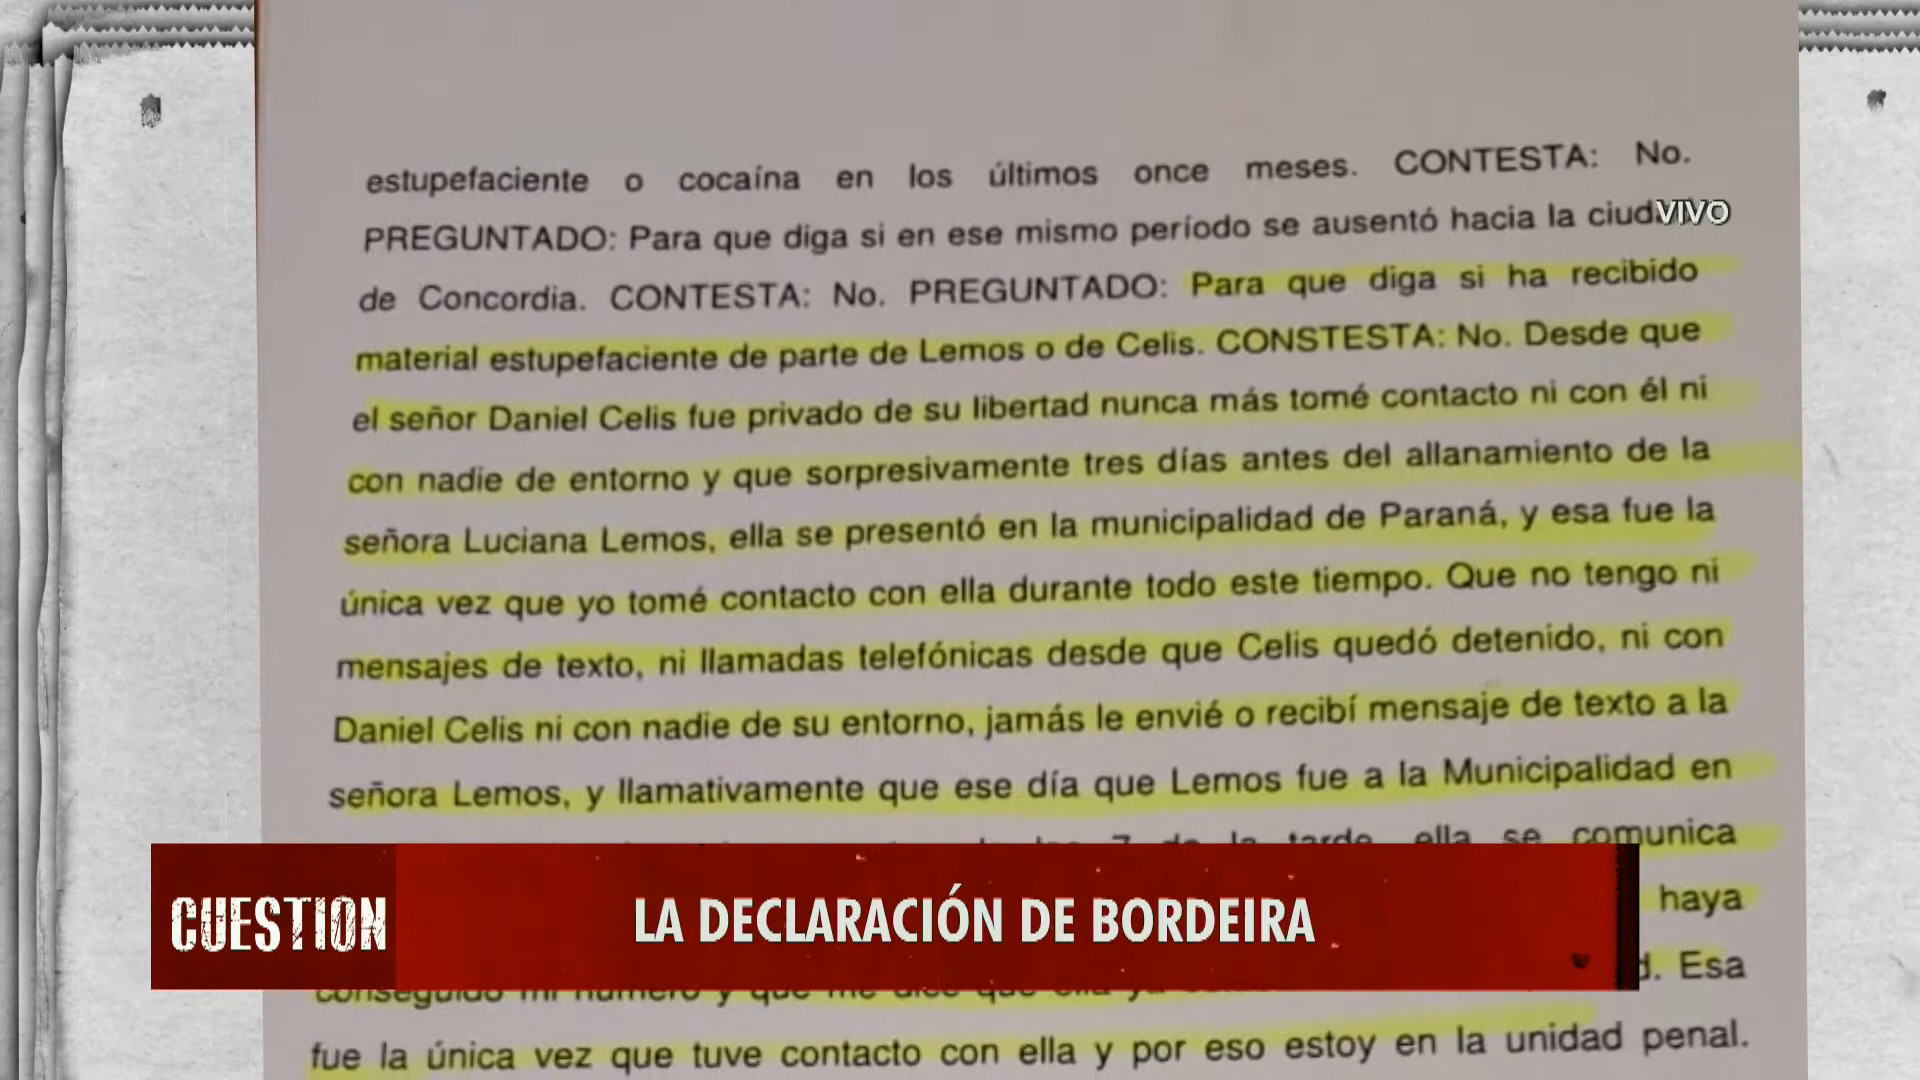 estupefaciente o cocaína en los últimos once meses. CONTESTA: No.
PREGUNTADO: Para que diga si en ese mismo período se ausentó hacia la
VIVO
de Concordia. CONTESTA: No. PREGUNTADO: Para que diga si ha recibido
material estupefaciente de parte de Lemos o de Celis. CONSTESTA: No. Desde que
el señor Daniel Celis fue privado de su libertad nunca más tomé contacto ni con él ni
con nadie de entorno y que sorpresivamente tres días antes del allanamiento de la
señora Luciana Lemos, ella se presentó en la municipalidad de Paraná, y esa fue la
única vez que yo tomé contacto con ella durante todo este tiempo. Que no tengo ni
mensajes de texto, ni llamadas telefónicas desde que Celis quedó detenido, ni con
Daniel Celis ni con nadie de su entorno, jamás le envié o recibí mensaje de texto a la
señora Lemos, y llamativamente que ese día que Lemos fue a la Municipalidad en
de la tarde, ella se comunica
haya
CUESTION
LA DECLARACIÓN DE BORDEIRA
Esa
fue la única vez que tuve contacto con ella y por eso estoy en la unidad penal.